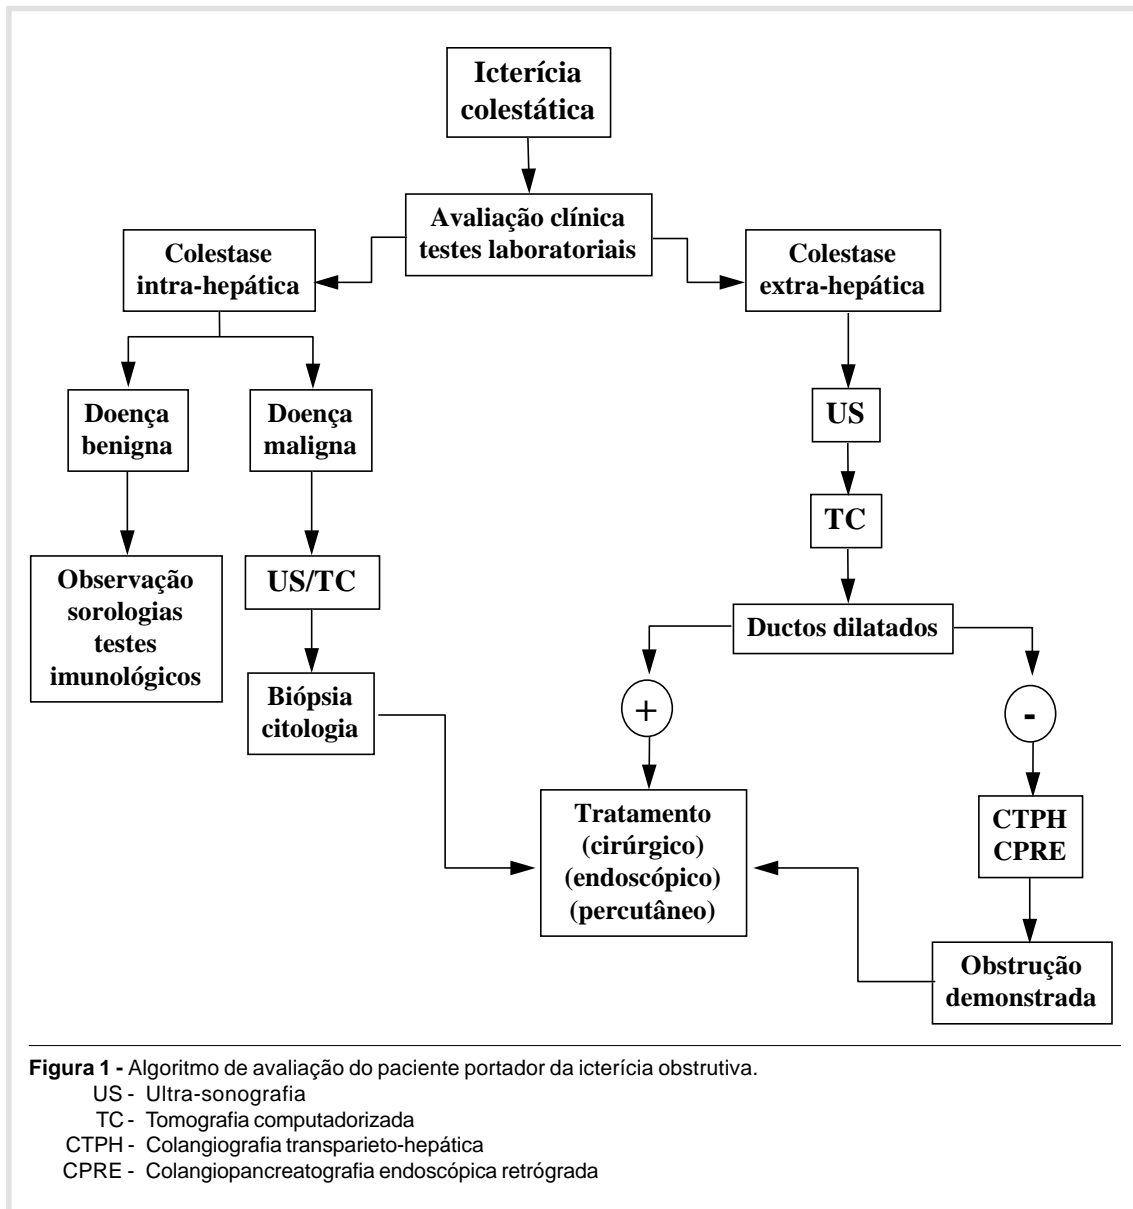 Icterícia
colestática
Avaliação clínica
testes laboratoriais
Colestase
intra-hepática
Colestase
extra-hepática
Doença
benigna
Doença
maligna
US
TC
Observação
sorologias
testes
imunológicos
US/TC
Ductos dilatados
Biópsia
citologia
+
-
Tratamento
(cirúrgico)
(endoscópico)
(percutâneo)
CTPH
CPRE
Obstrução
demonstrada
Figura 1 - Algoritmo de avaliação do paciente portador da icterícia obstrutiva.
US - Ultra-sonografia
TC - Tomografia computadorizada
CTPH - Colangiografia transparieto-hepática
CPRE - Colangiopancreatografia endoscópica retrógrada